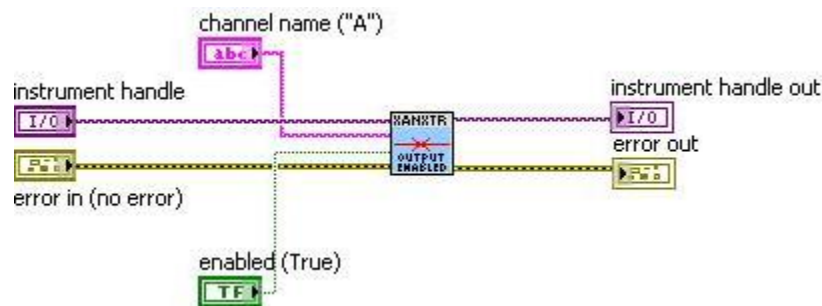 channel name ("A")
abc
instrument handle
I/O
instrument handle out
I/O
XANXTR
OUTPUT
ENABLED
error out
error in (no error)
enabled (True)
TF